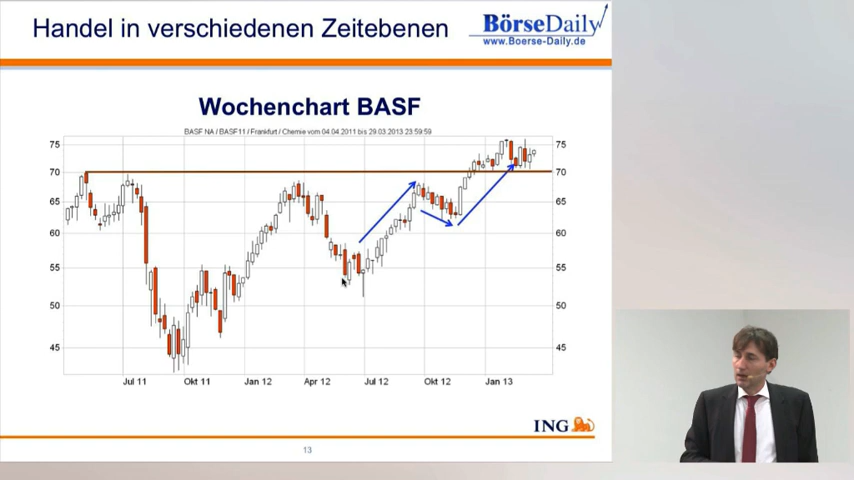 Handel in verschiedenen Zeitebenen
BörseDaily
www.Boerse-Daily.de
Wochenchart BASF
BASF NA / BASF11 / Frankfurt / Chemie vom 04.04.2011 bis 29.03.2013 23:59:59
75 75
70 70
65 65
60 60
55 55
50 50
45 45
Jul 11 Okt 11 Jan 12 Apr 12 Jul 12 Okt 12 Jan 13
ING
13